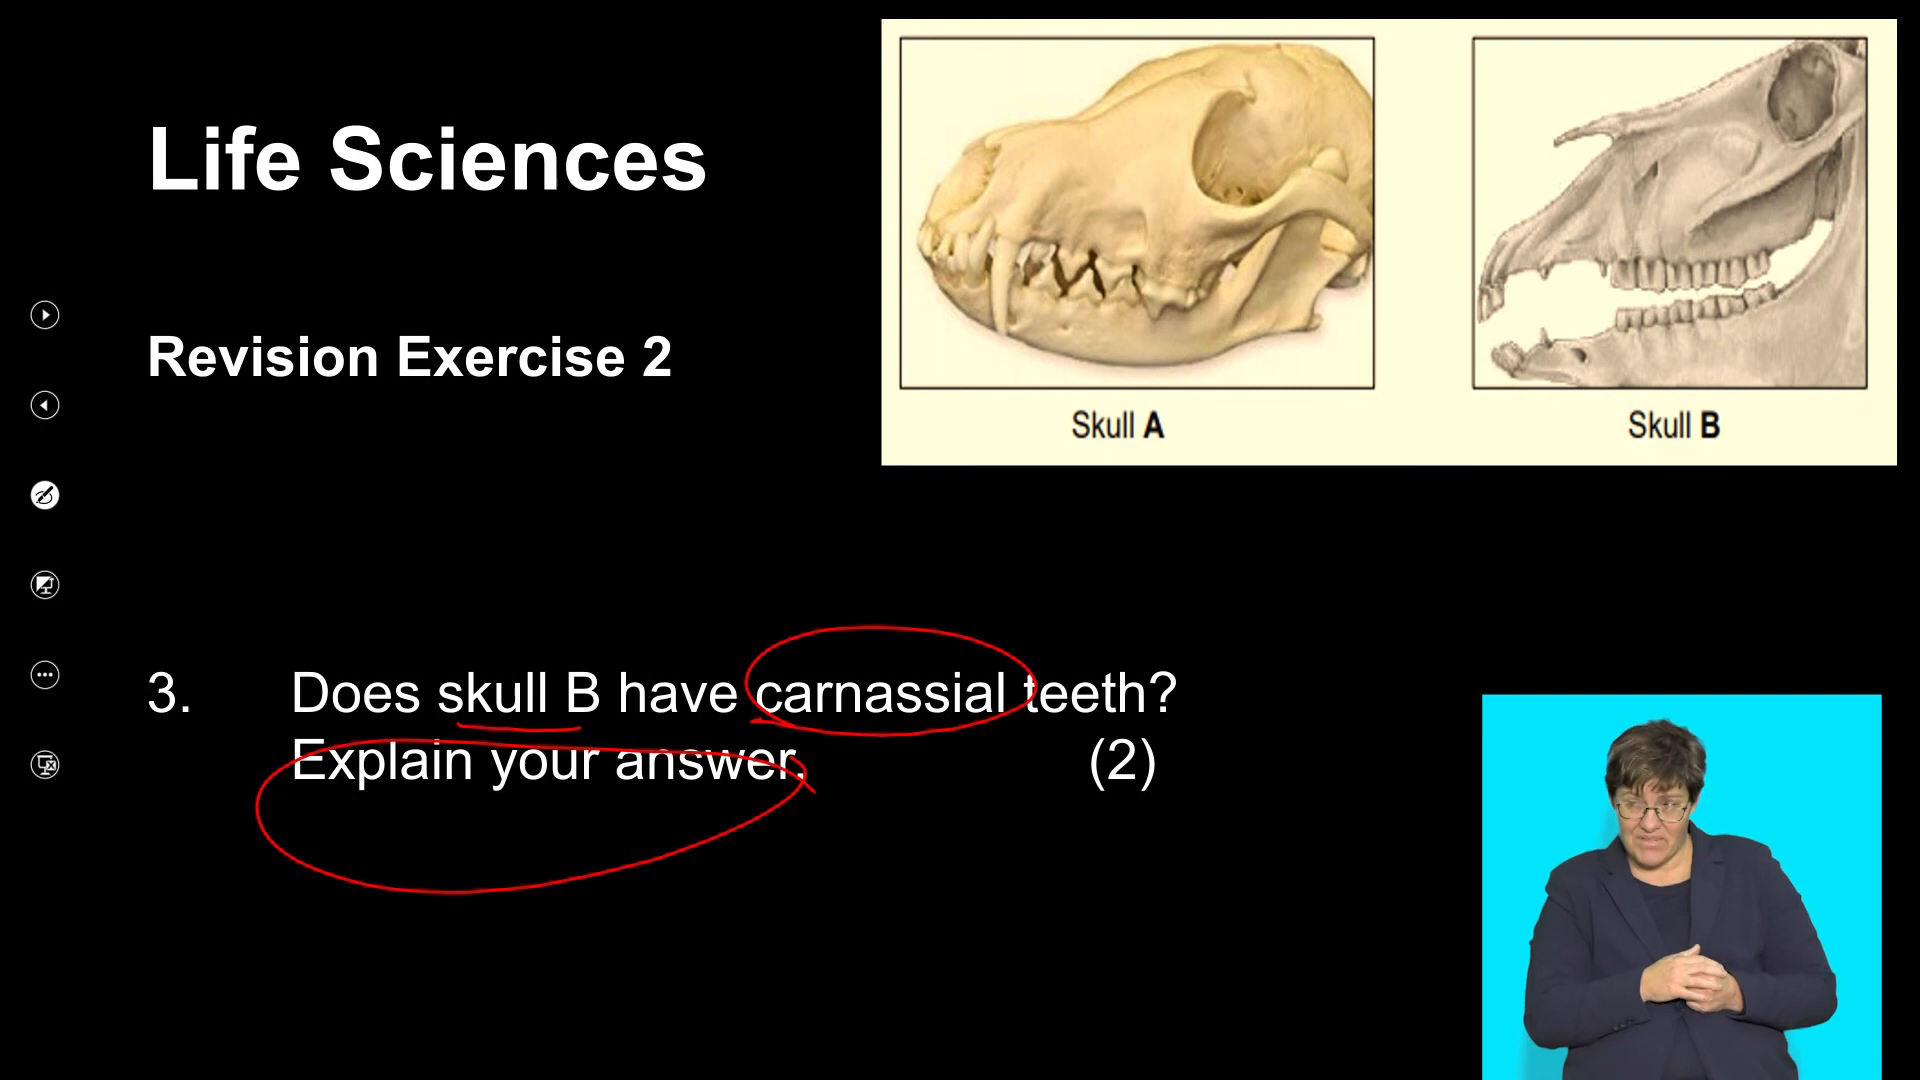 Life Sciences
Revision Exercise 2
Skull A
Skull B
3. Does skull B have carnassial teeth?
Explain your answer. (2)